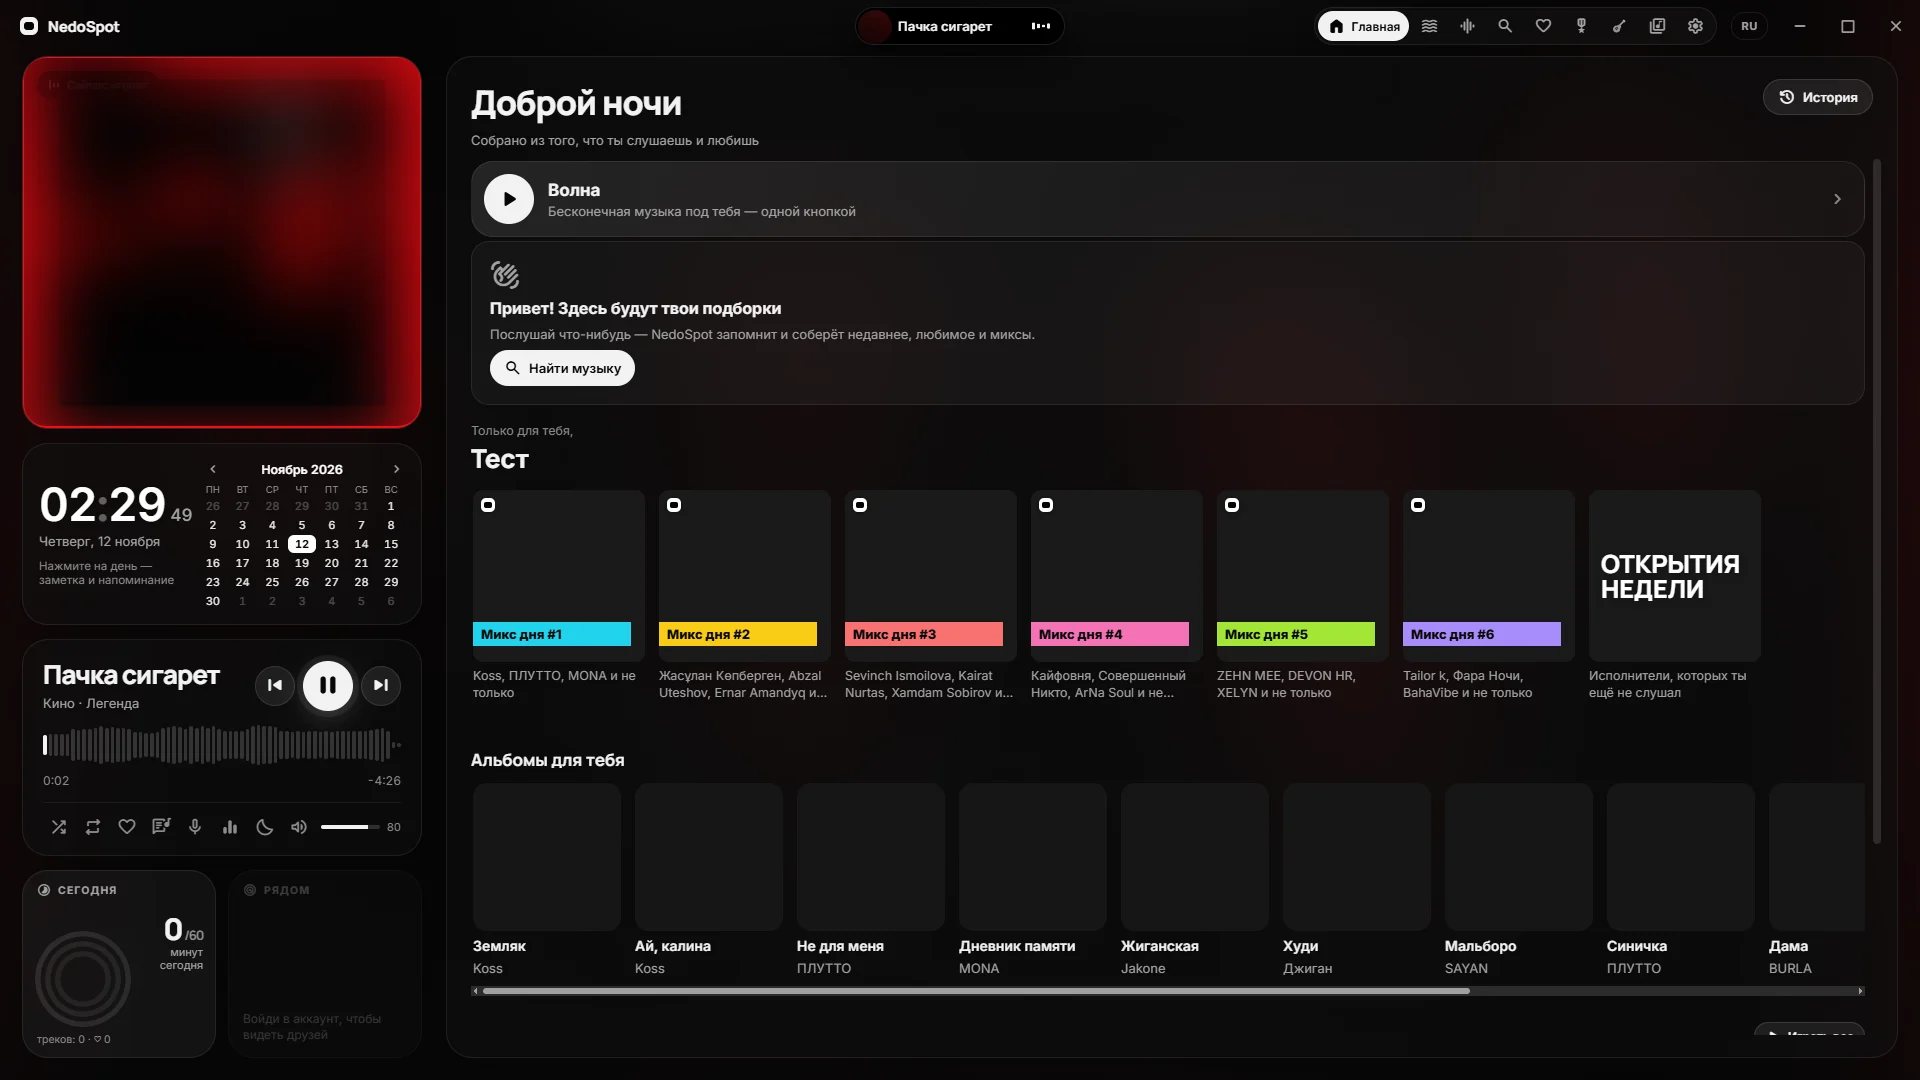 NedoSpot
Пачка сигарет
Главная
RU
Доброй ночи
История
Собрано из того, что ты слушаешь и любишь
Волна
Бесконечная музыка под тебя — одной кнопкой
Привет! Здесь будут твои подборки
Послушай что-нибудь — NedoSpot запомнит и соберёт недавнее, любимое и миксы.
Найти музыку
Ноябрь 2026
ПН ВТ СР ЧТ ПТ СБ ВС
26 27 28 29 30 31 1
2 3 4 5 6 7 8
9 10 11 12 13 14 15
16 17 18 19 20 21 22
23 24 25 26 27 28 29
30 1 2 3 4 5 6
02:29 49
Четверг, 12 ноября
Нажмите на день —
заметка и напоминание
Пачка сигарет
Кино · Легенда
0:02 -4:26
80
СЕГОДНЯ
0/60
минут
сегодня
треков: 0 · ♡ 0
РЯДОМ
Войди в аккаунт, чтобы
видеть друзей
Только для тебя,
Тест
Микс дня #1
Koss, ПЛУТТО, MONA и не
только
Микс дня #2
Жасұлан Көпберген, Abzal
Uteshov, Ernar Amandyq и...
Микс дня #3
Sevinch Ismoilova, Kairat
Nurtas, Xamdam Sobirov и...
Микс дня #4
Кайфовня, Совершенный
Никто, ArNa Soul и не...
Микс дня #5
ZEHN MEE, DEVON HR,
XELYN и не только
Микс дня #6
Tailor k, Фара Ночи,
BahaVibe и не только
ОТКРЫТИЯ
НЕДЕЛИ
Исполнители, которых ты
ещё не слушал
Альбомы для тебя
Земляк
Koss
Ай, калина
Koss
Не для меня
ПЛУТТО
Дневник памяти
MONA
Жиганская
Jakone
Худи
Джиган
Мальборо
SAYAN
Синичка
ПЛУТТО
Дама
BURLA